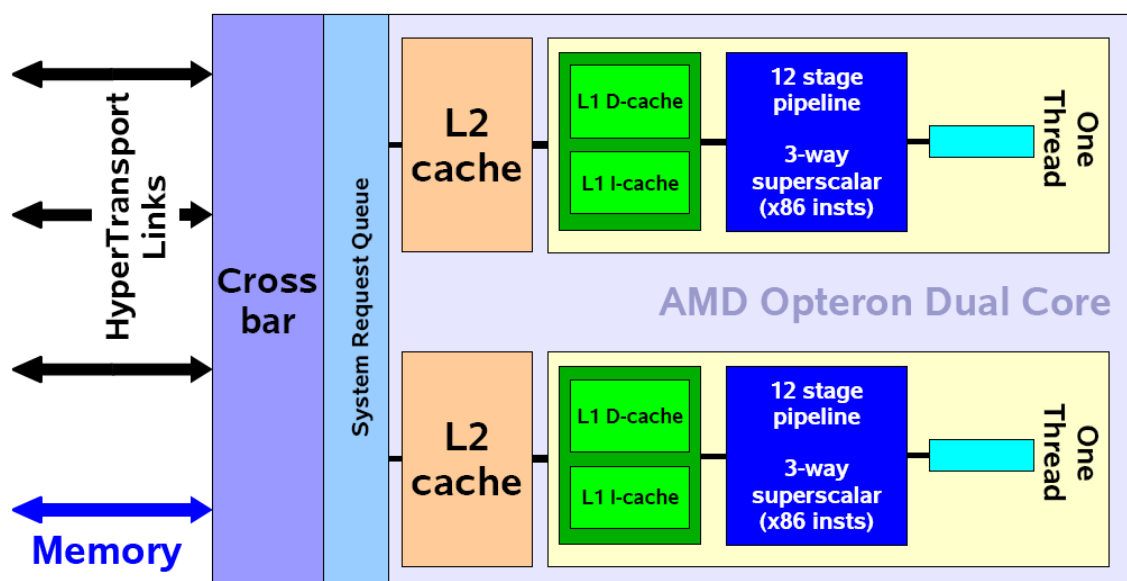 HyperTransport
Links
Memory
Cross
bar
System Request Queue
L2
cache
L1 D-cache
L1 I-cache
12 stage
pipeline
3-way
superscalar
(x86 insts)
One
Thread
AMD Opteron Dual Core
L2
cache
L1 D-cache
L1 I-cache
12 stage
pipeline
3-way
superscalar
(x86 insts)
One
Thread